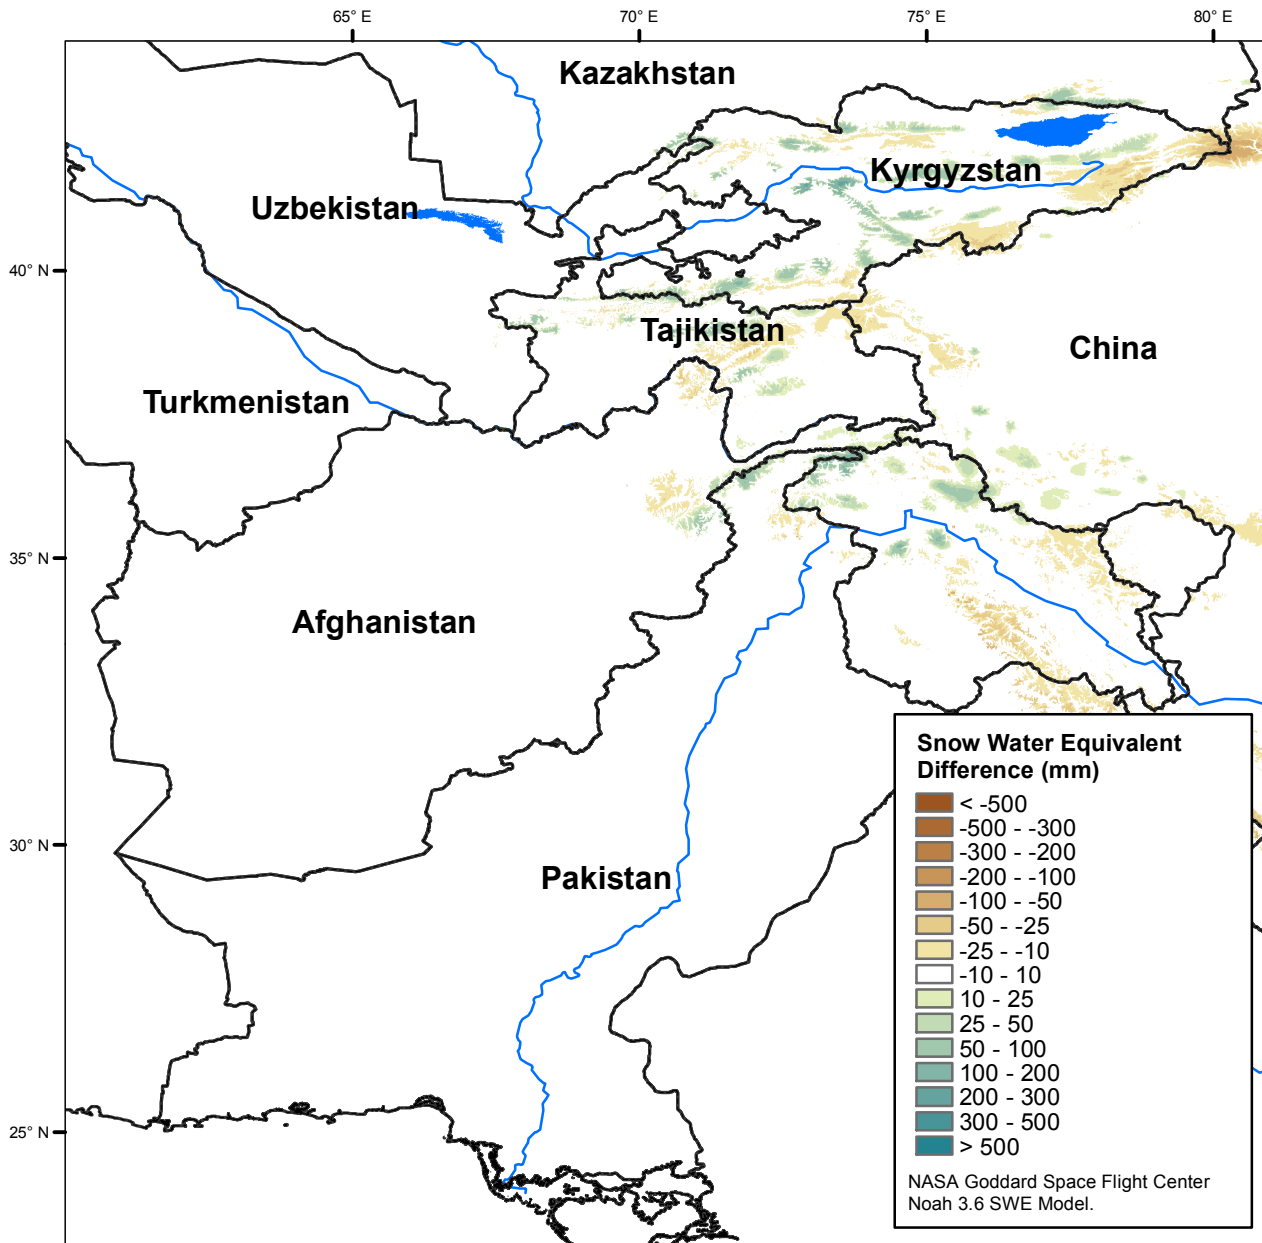 65° E
70° E
75° E
80° E
Kazakhstan
Kyrgyzstan
Uzbekistan
40° N
Tajikistan
China
Turkmenistan
35° N
Afghanistan
30° N
Pakistan
25° N
Snow Water Equivalent
Difference (mm)
< -500
-500 - -300
-300 - -200
-200 - -100
-100 - -50
-50 - -25
-25 - -10
-10 - 10
10 - 25
25 - 50
50 - 100
100 - 200
200 - 300
300 - 500
> 500
NASA Goddard Space Flight Center
Noah 3.6 SWE Model.